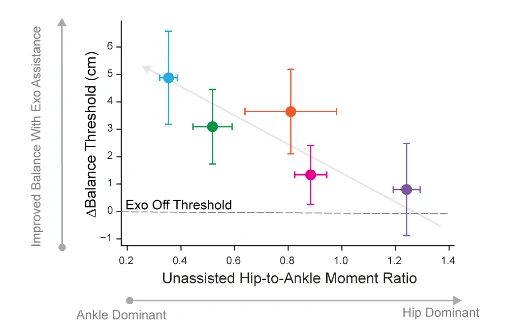 Improved Balance With Exo Assistance
ΔBalance Threshold (cm)
6
5
4
3
2
1
0
−1
Exo Off Threshold
0.2 0.4 0.6 0.8 1.0 1.2 1.4
Unassisted Hip-to-Ankle Moment Ratio
Ankle Dominant
Hip Dominant